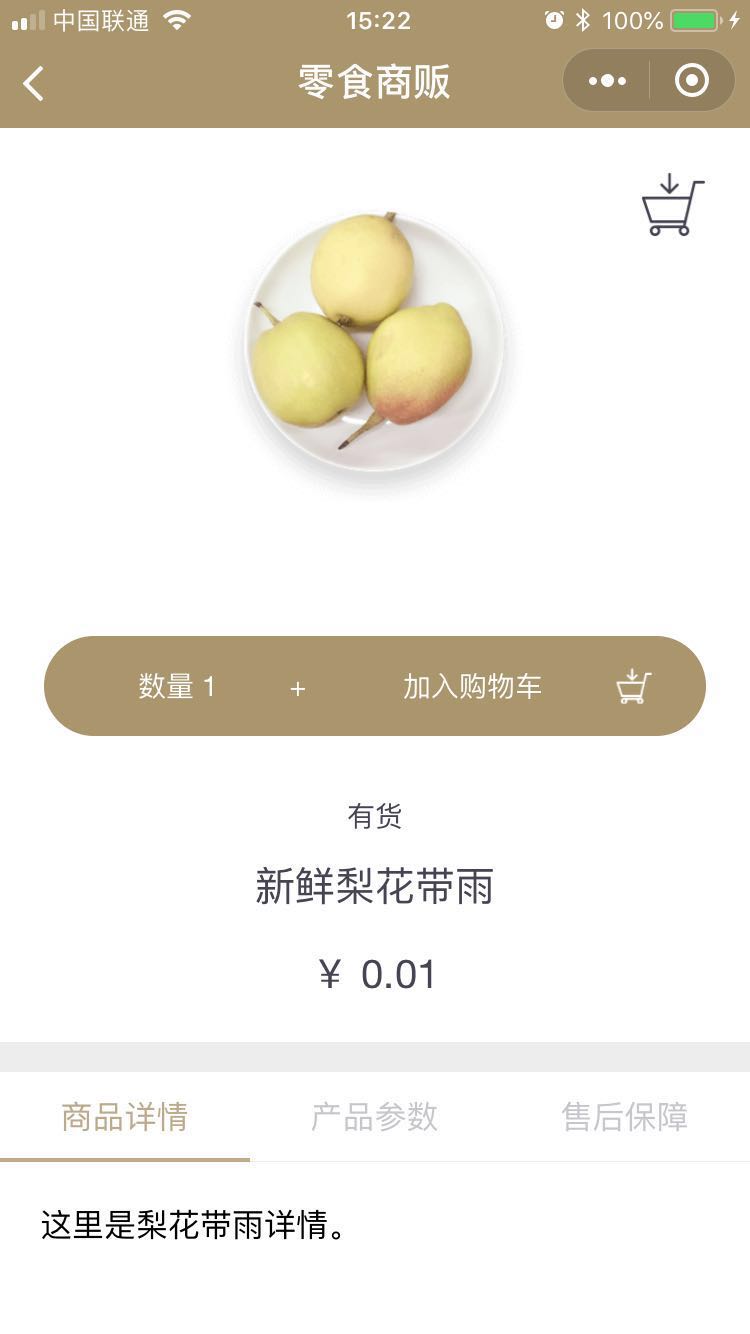 中国联通 15:22 100%
零食商贩
数量 1 + 加入购物车
有货
新鲜梨花带雨
￥ 0.01
商品详情 产品参数 售后保障
这里是梨花带雨详情。